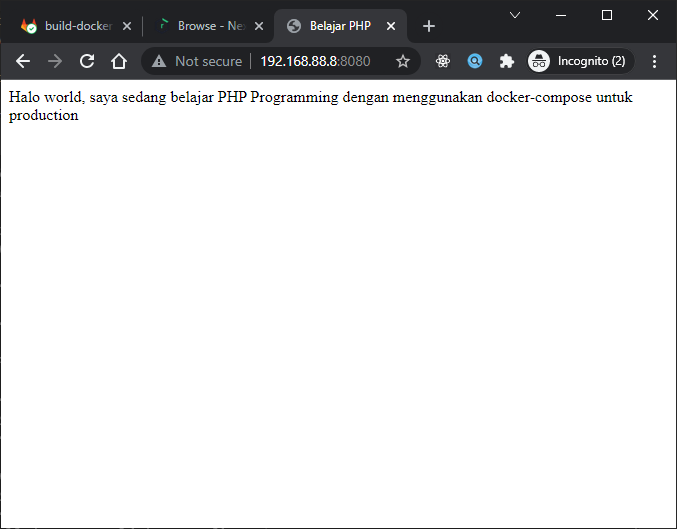 build-docker
Browse - Ne
Belajar PHP
Not secure
192.168.88.8:8080
Incognito (2)
Halo world, saya sedang belajar PHP Programming dengan menggunakan docker-compose untuk
production